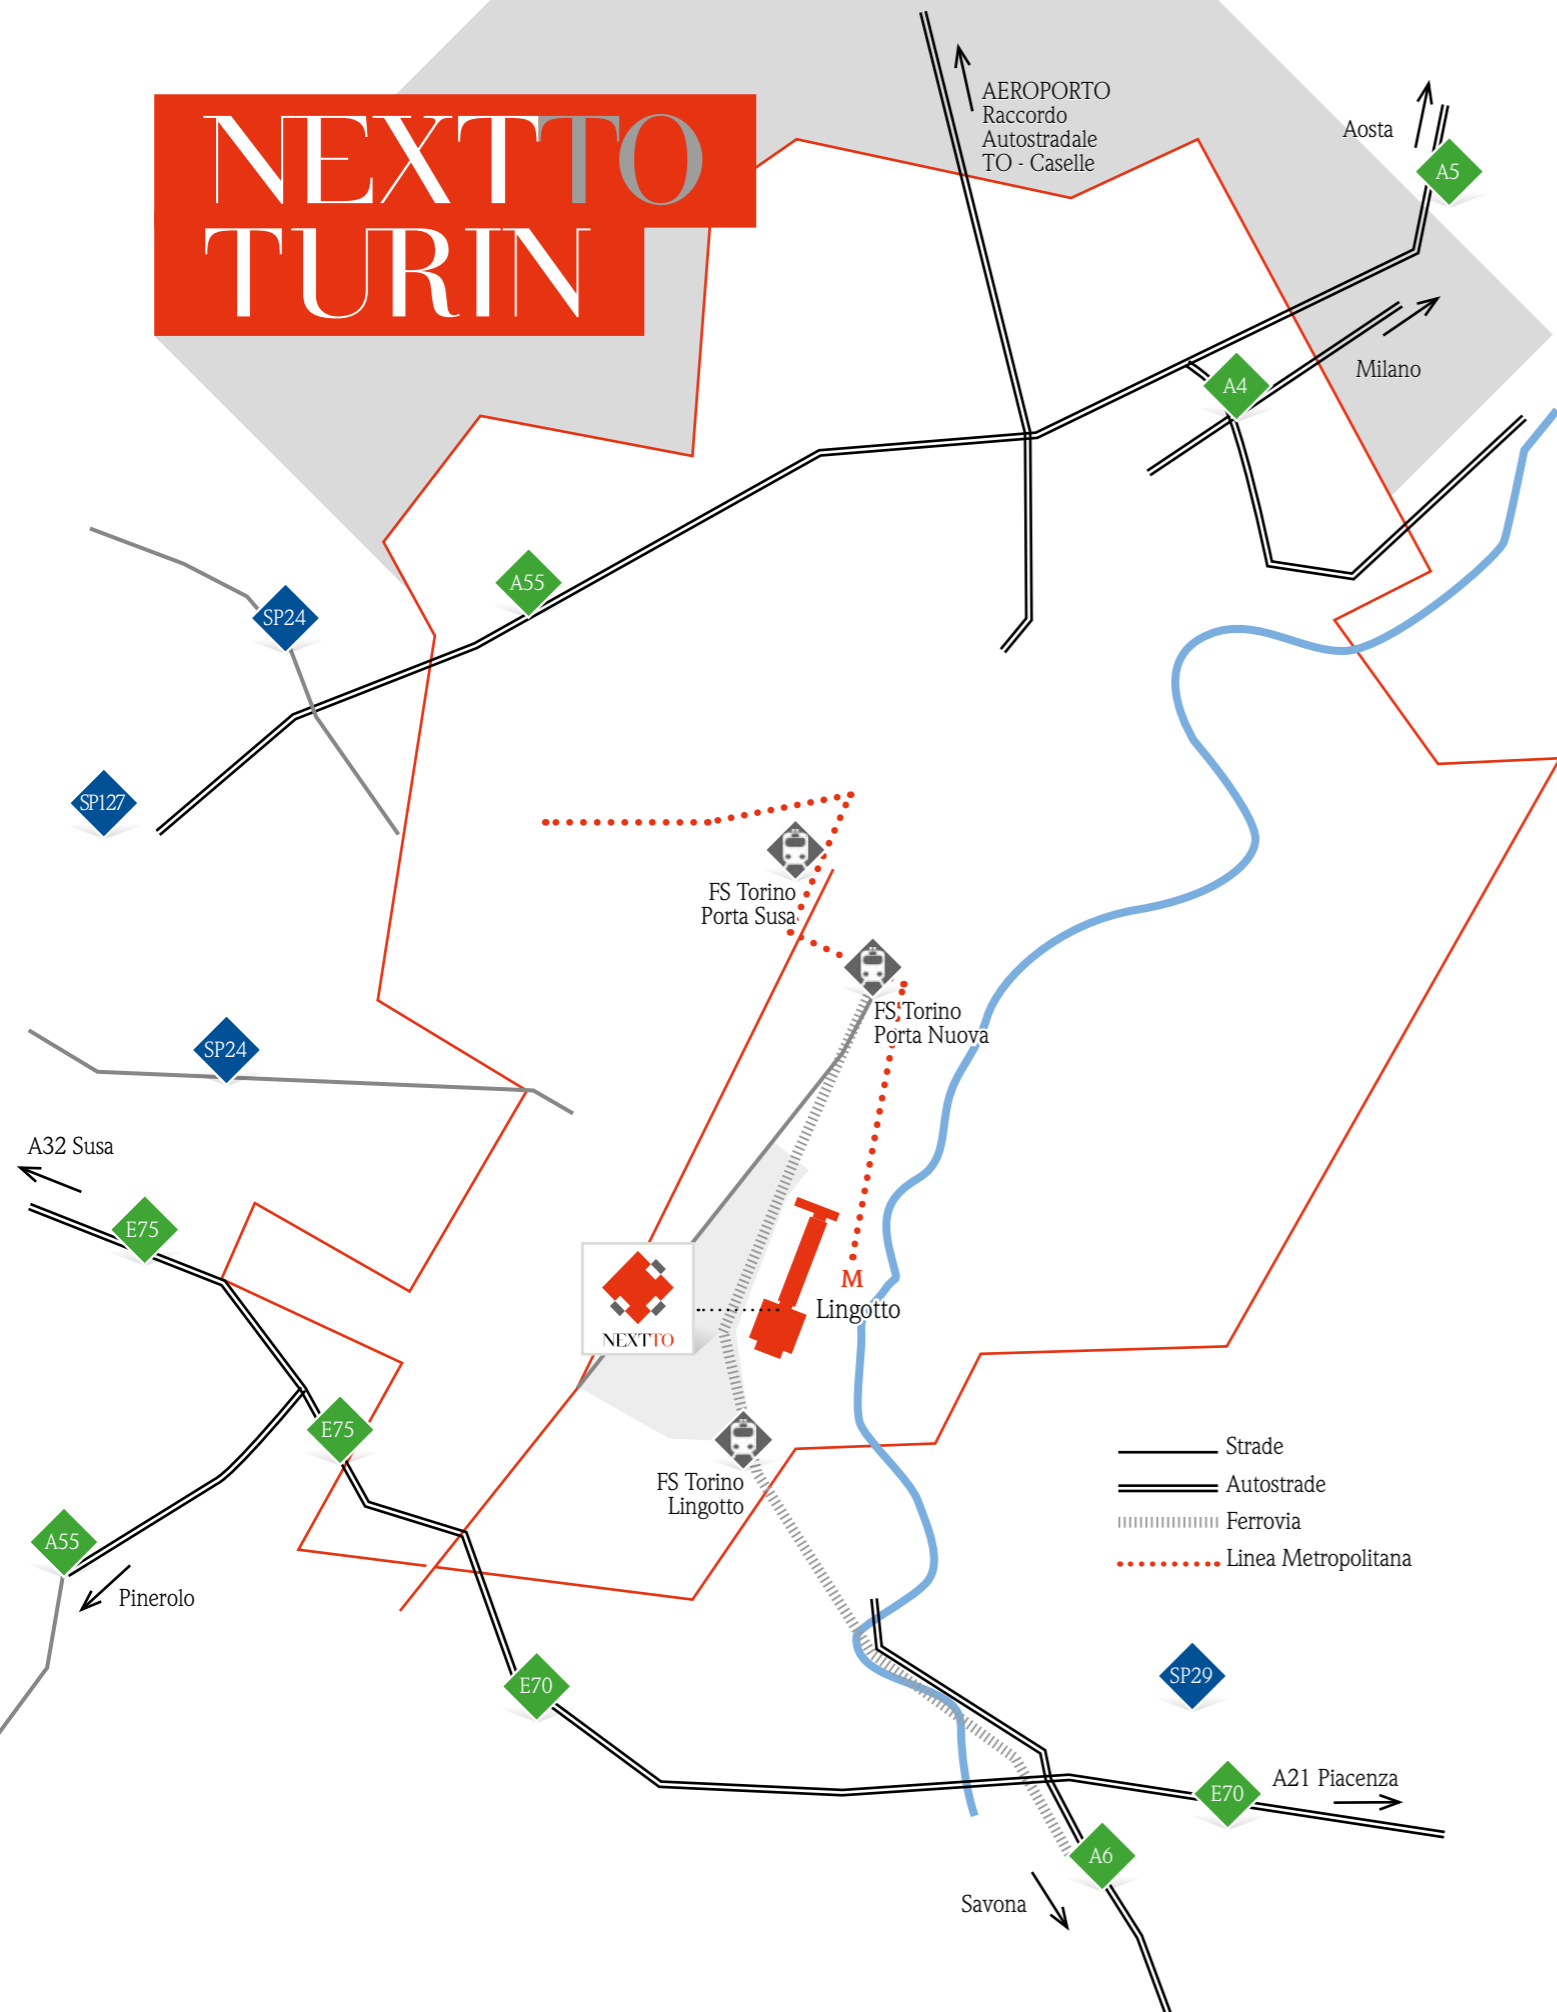 NEXTTO
TURIN
AEROPORTO
Raccordo
Autostradale
TO - Caselle
Aosta
A5
Milano
A4
A55
SP24
SP127
FS Torino
Porta Susa
FS Torino
Porta Nuova
SP24
A32 Susa
E75
M
Lingotto
NEXTTO
E75
FS Torino
Lingotto
Strade
Autostrade
Ferrovia
Linea Metropolitana
A55
Pinerolo
E70
SP29
A21 Piacenza
E70
A6
Savona